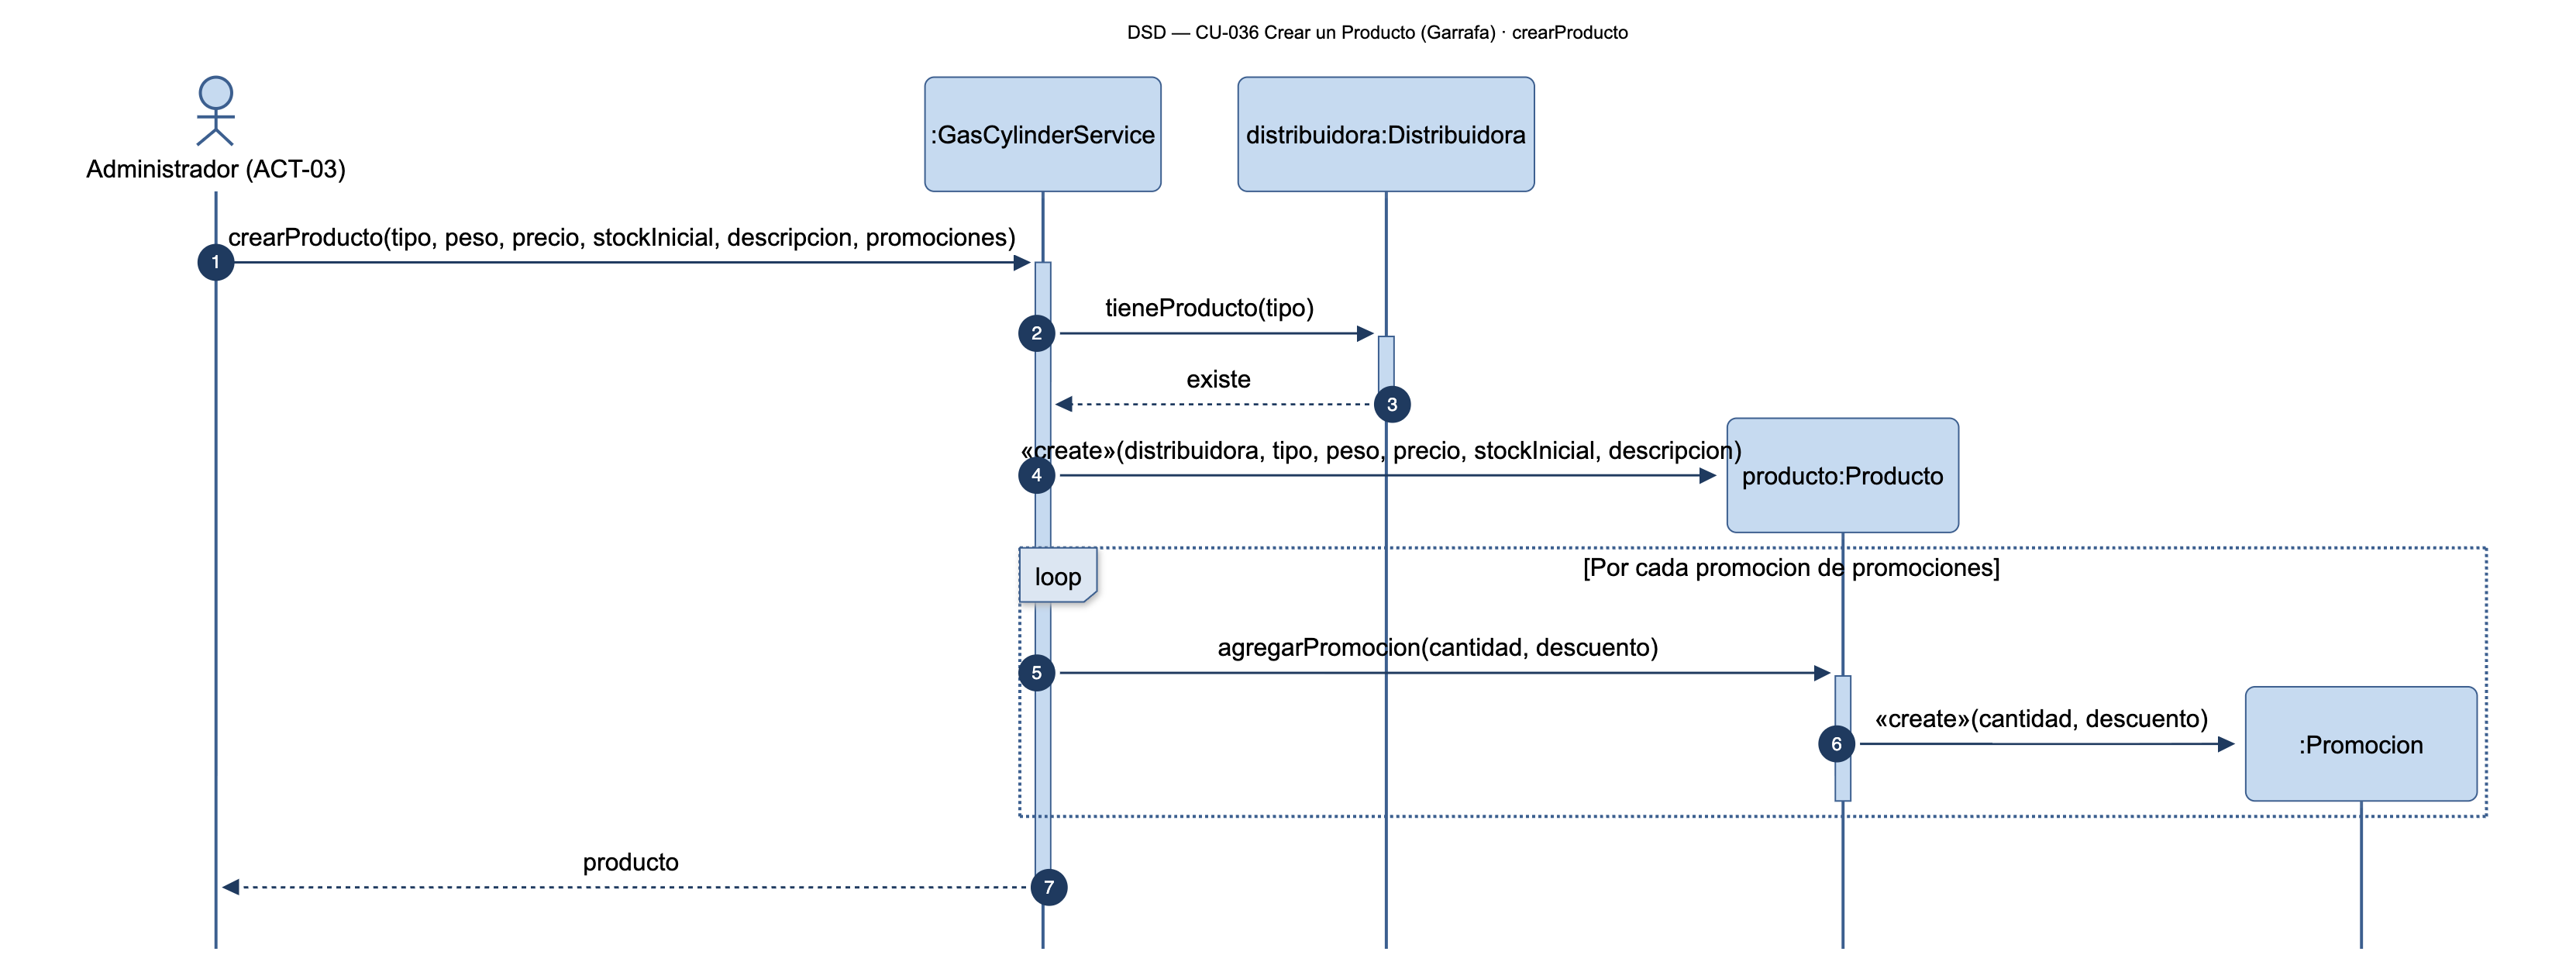 DSD — CU-036 Crear un Producto (Garrafa) · crearProducto
:GasCylinderService
distribuidora:Distribuidora
Administrador (ACT-03)
crearProducto(tipo, peso, precio, stockInicial, descripcion, promociones)
1
tieneProducto(tipo)
2
existe
3
«create»(distribuidora, tipo, peso, precio, stockInicial, descripcion)
4
producto:Producto
loop
[Por cada promocion de promociones]
agregarPromocion(cantidad, descuento)
5
«create»(cantidad, descuento)
6
:Promocion
producto
7